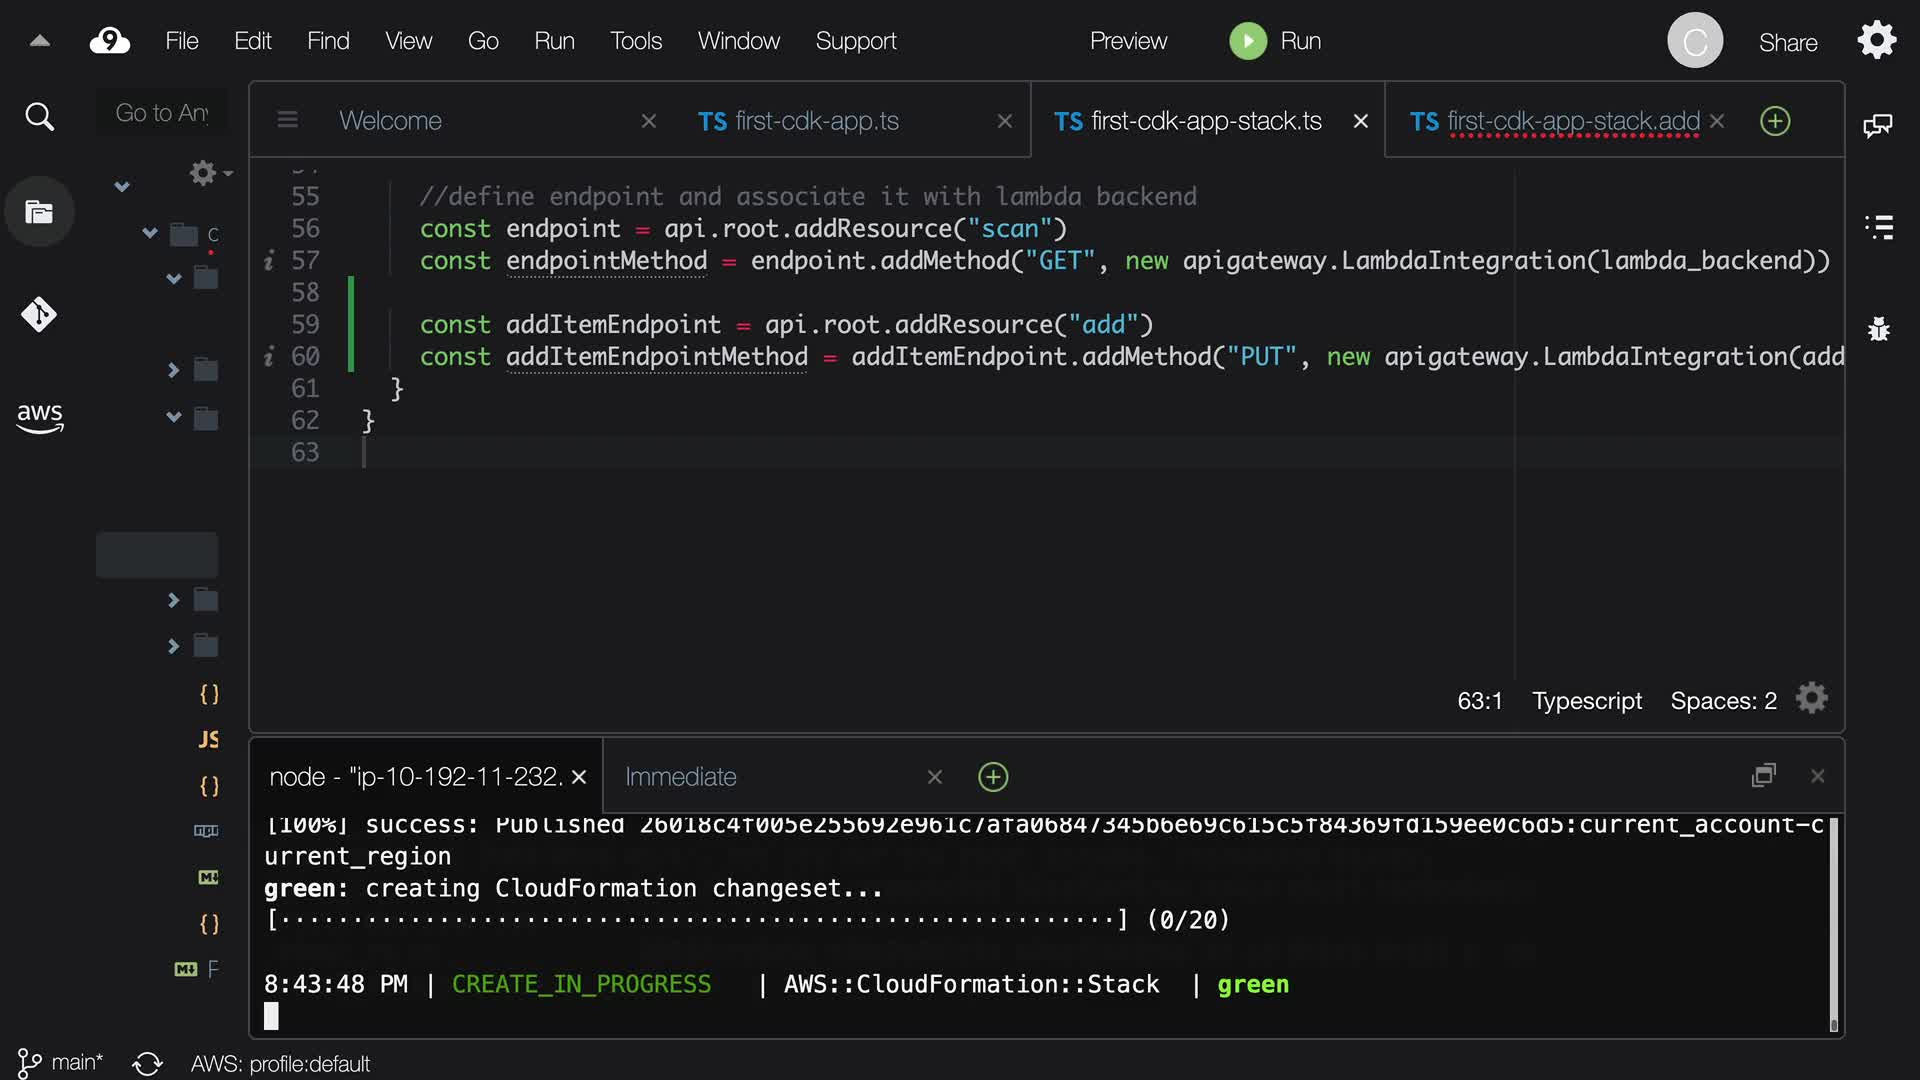 9 File Edit Find View Go Run Tools Window Support Preview Run C Share
Go to Any
Welcome
TS first-cdk-app.ts
TS first-cdk-app-stack.ts
TS first-cdk-app-stack.add
55 //define endpoint and associate it with lambda backend
56 const endpoint = api.root.addResource("scan")
i 57 const endpointMethod = endpoint.addMethod("GET", new apigateway.LambdaIntegration(lambda_backend))
58
59 const addItemEndpoint = api.root.addResource("add")
i 60 const addItemEndpointMethod = addItemEndpoint.addMethod("PUT", new apigateway.LambdaIntegration(add
61 }
62 }
63
aws
{}
JS
{}
M
{}
M F
63:1 Typescript Spaces: 2
node - "ip-10-192-11-232.
Immediate
[100%] success: Published 26018c4f005e255692e961c7afa06847345b6e69c615c5f84369fd159ee0c6d5:current_account-c
urrent_region
green: creating CloudFormation changeset...
[··························································] (0/20)
8:43:48 PM | CREATE_IN_PROGRESS | AWS::CloudFormation::Stack | green
main* AWS: profile:default